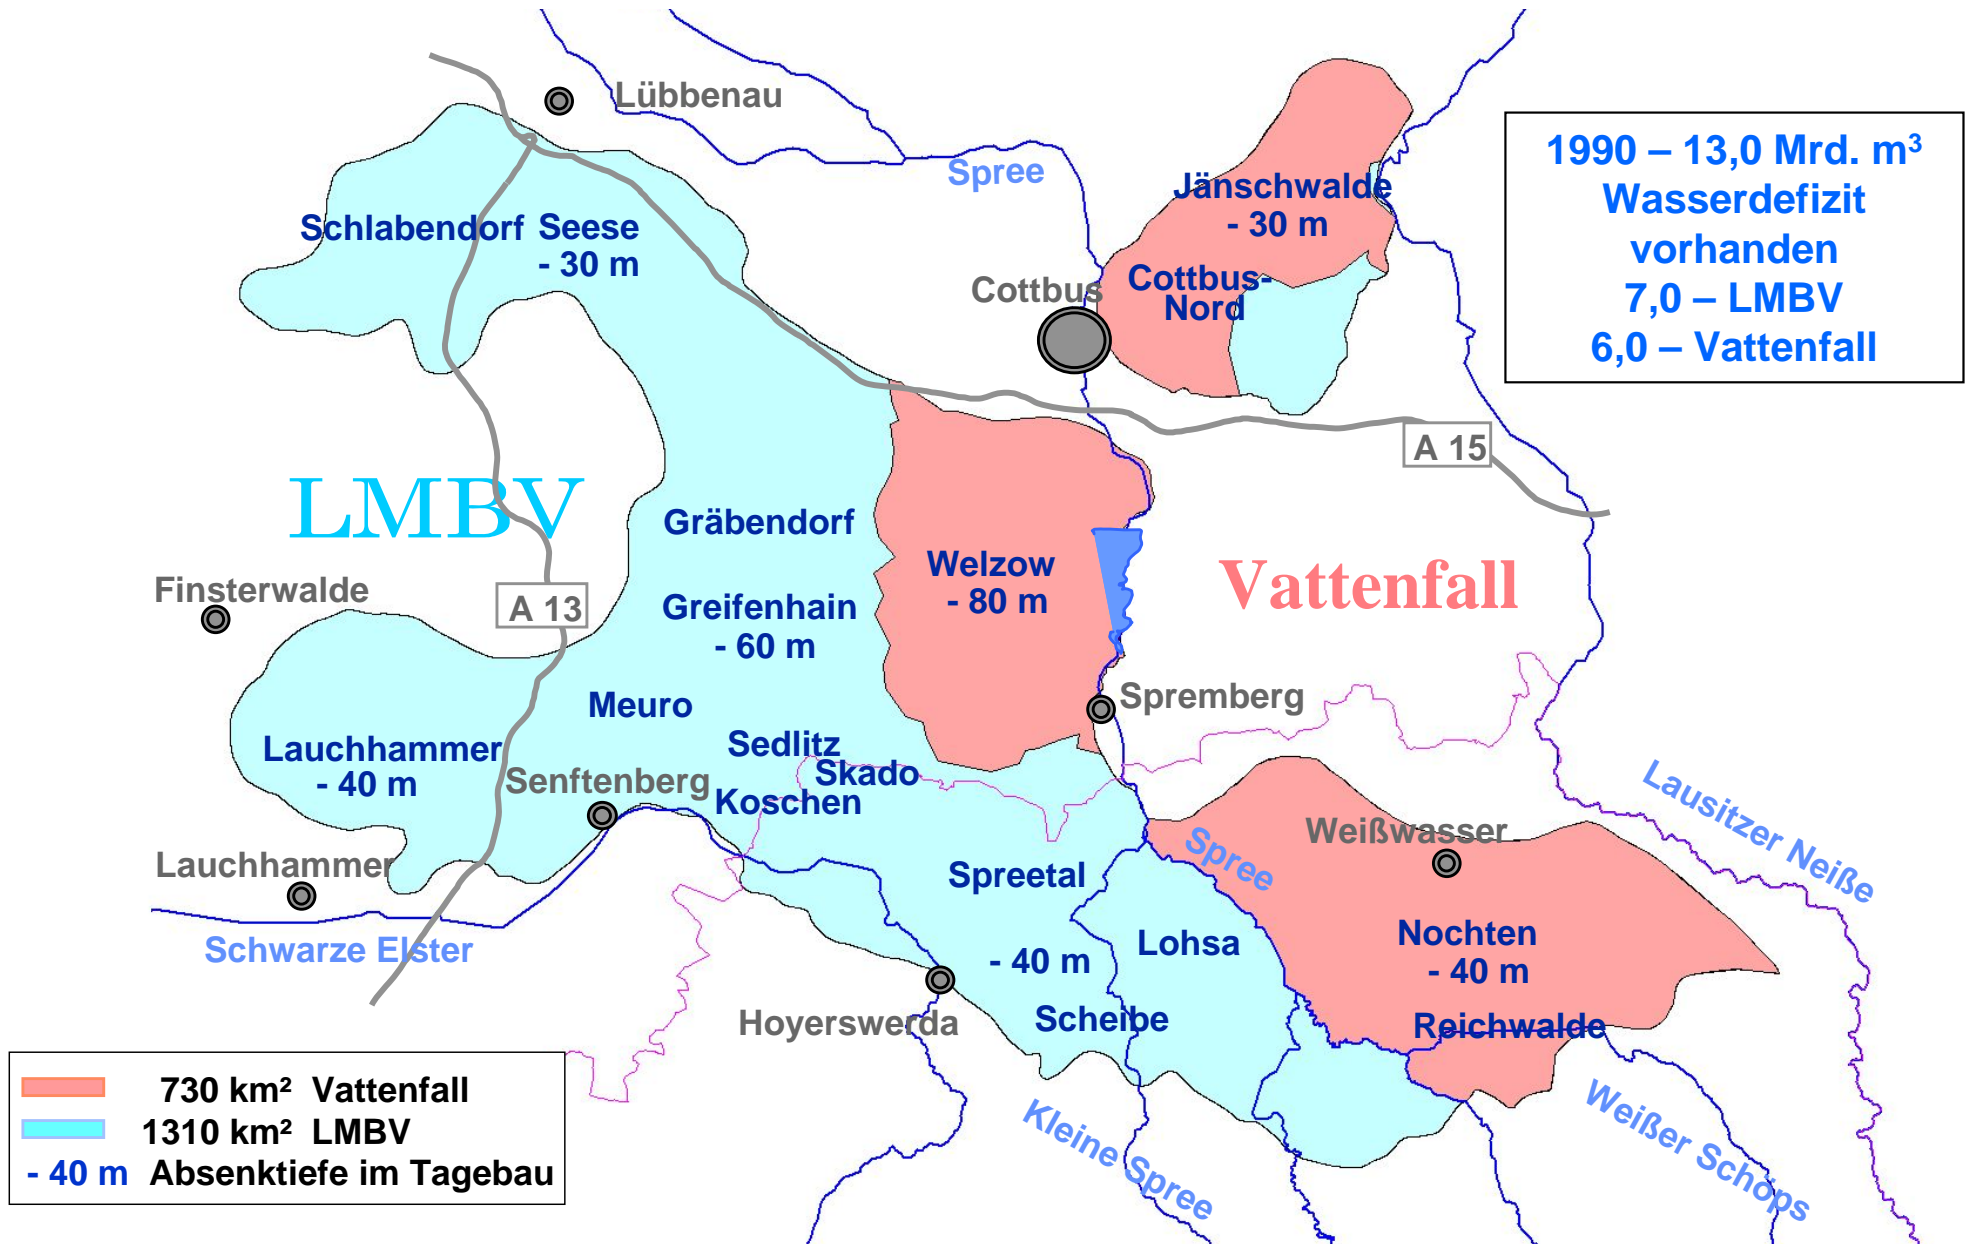 Lübbenau
1990 – 13,0 Mrd. m³
Wasserdefizit
vorhanden
7,0 – LMBV
6,0 – Vattenfall
Spree
Jänschwalde
- 30 m
Schlabendorf
Seese
- 30 m
Cottbus
Cottbus-
Nord
A 15
LMBV
Gräbendorf
Welzow
- 80 m
Vattenfall
Finsterwalde
A 13
Greifenhain
- 60 m
Meuro
Spremberg
Lauchhammer
- 40 m
Sedlitz
Skado
Koschen
Senftenberg
Lausitzer Neiße
Weißwasser
Spree
Lauchhammer
Spreetal
Schwarze Elster
- 40 m
Lohsa
Nochten
- 40 m
Hoyerswerda
Scheibe
Reichwalde
Kleine Spree
Weißer Schöps
730 km² Vattenfall
1310 km² LMBV
- 40 m Absenktiefe im Tagebau